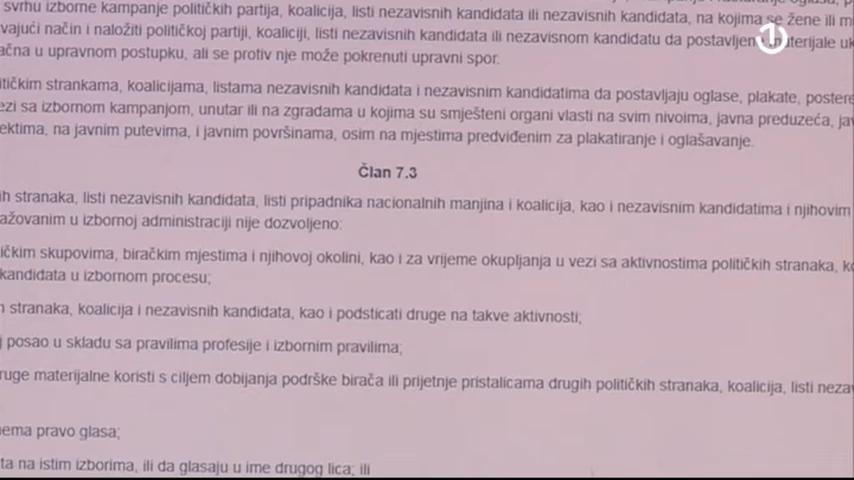 svrhu izborne kampanje političkih partija, koalicija, listi nezavisnih kandidata ili nezavisnih kandidata, na kojima se žene ili m
vajući način i naložiti političkoj partiji, koaliciji, listi nezavisnih kandidata ili nezavisnom kandidatu da postavljene materijale uk
ačna u upravnom postupku, ali se protiv nje može pokrenuti upravni spor.
itičkim strankama, koalicijama, listama nezavisnih kandidata i nezavisnim kandidatima da postavljaju oglase, plakate, postere
ezi sa izbornom kampanjom, unutar ili na zgradama u kojima su smješteni organi vlasti na svim nivoima, javna preduzeća, jav
ektima, na javnim putevima, i javnim površinama, osim na mjestima predviđenim za plakatiranje i oglašavanje.
Član 7.3
ih stranaka, listi nezavisnih kandidata, listi pripadnika nacionalnih manjina i koalicija, kao i nezavisnim kandidatima i njihovim
ažovanim u izbornoj administraciji nije dozvoljeno:
ičkim skupovima, biračkim mjestima i njihovoj okolini, kao i za vrijeme okupljanja u vezi sa aktivnostima političkih stranaka, ko
kandidata u izbornom procesu;
h stranaka, koalicija i nezavisnih kandidata, kao i podsticati druge na takve aktivnosti;
j posao u skladu sa pravilima profesije i izbornim pravilima;
ruge materijalne koristi s ciljem dobijanja podrške birača ili prijetnje pristalicama drugih političkih stranaka, koalicija, listi neza
nema pravo glasa;
ta na istim izborima, ili da glasaju u ime drugog lica; ili